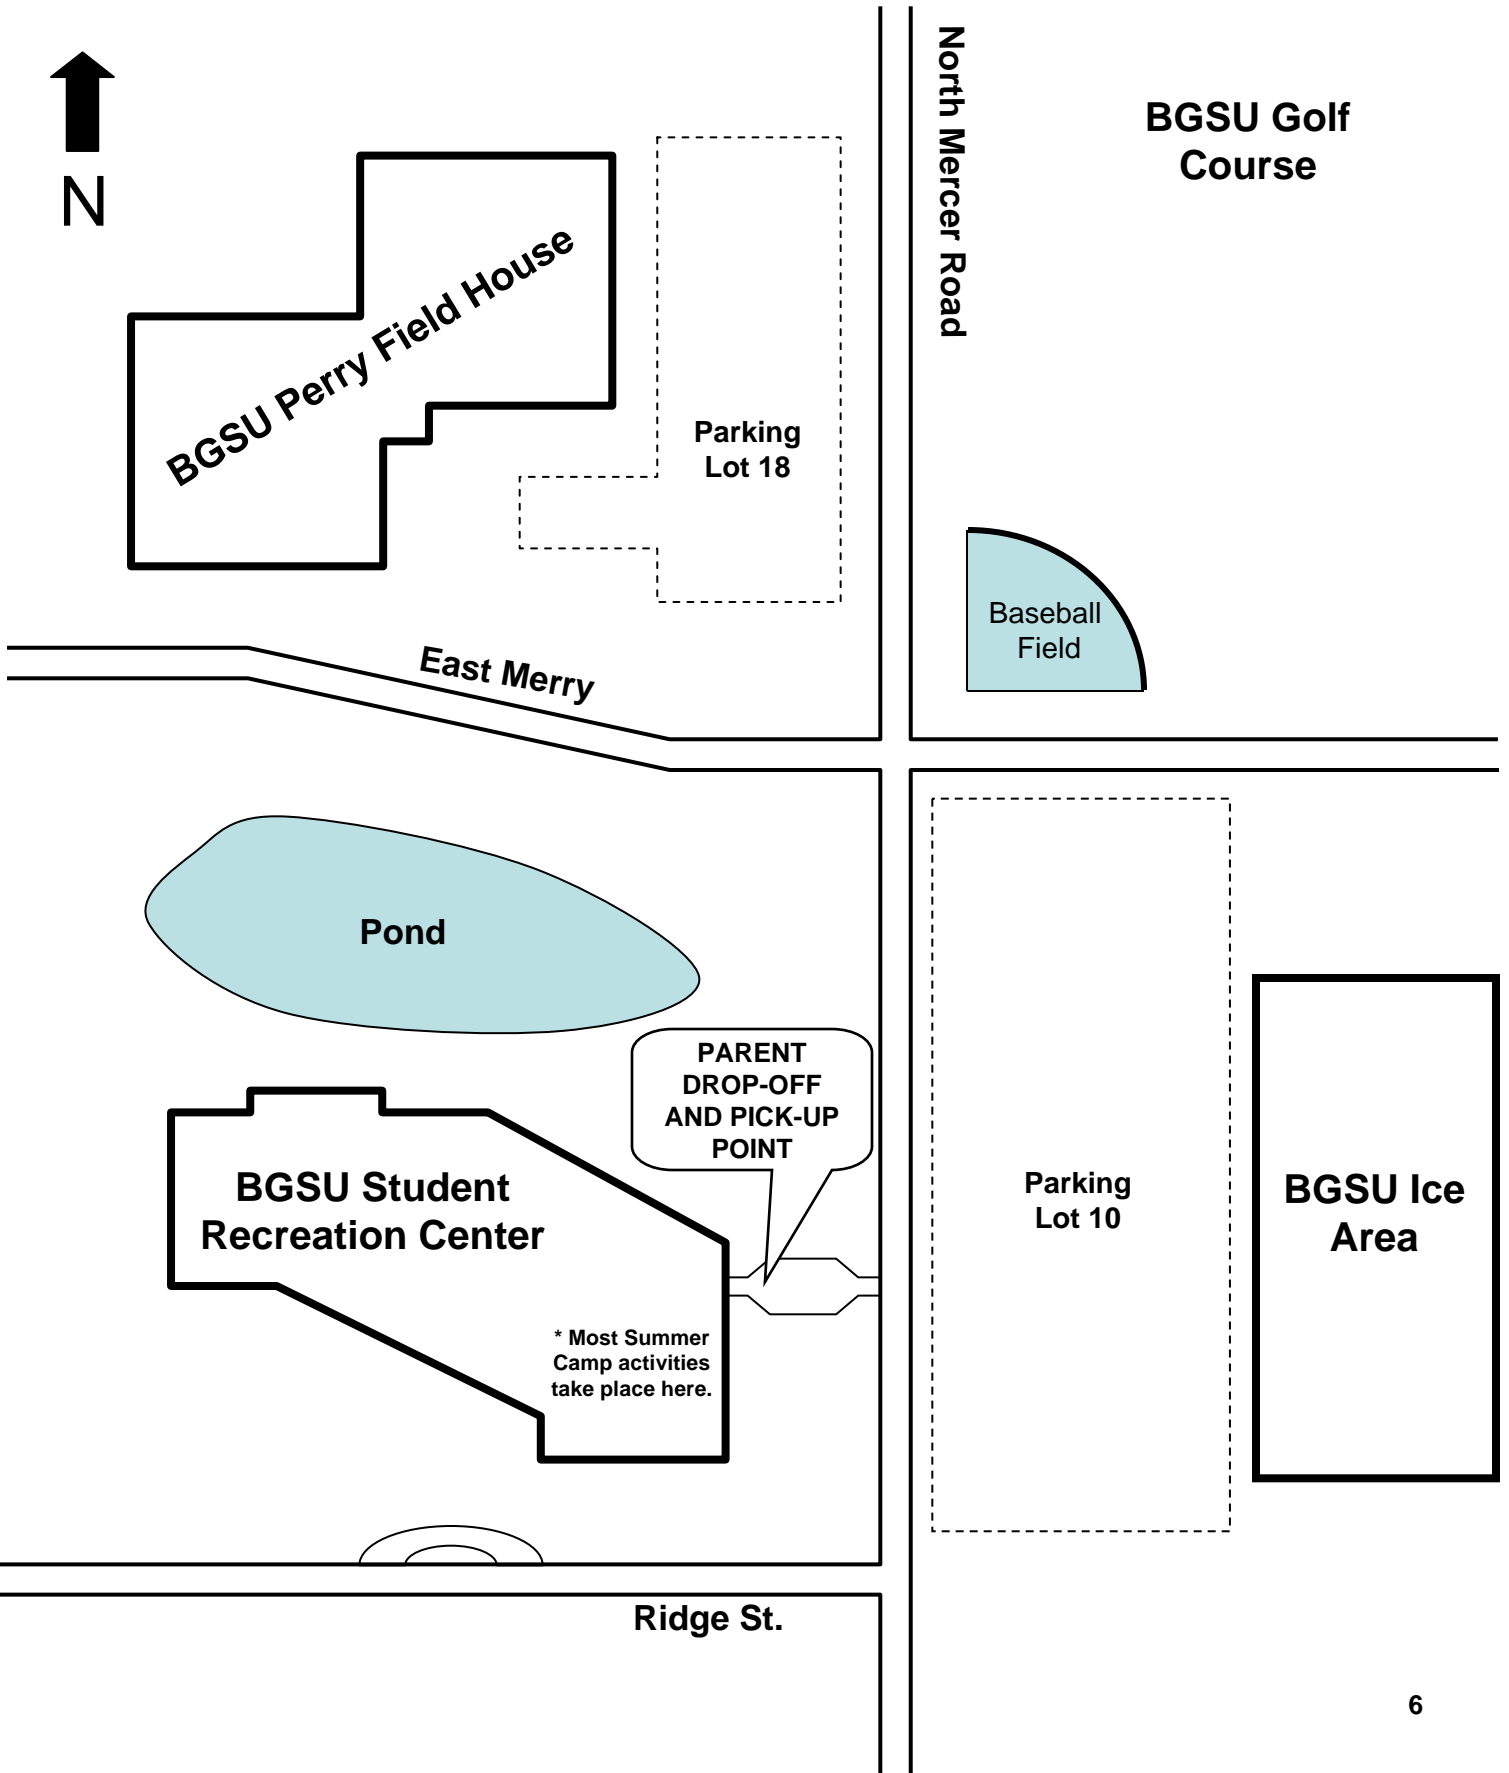 N
North Mercer Road
BGSU Golf
Course
BGSU Perry Field House
Parking
Lot 18
Baseball
Field
East Merry
Pond
PARENT
DROP-OFF
AND PICK-UP
POINT
BGSU Student
Recreation Center
Parking
Lot 10
BGSU Ice
Area
* Most Summer
Camp activities
take place here.
Ridge St.
6